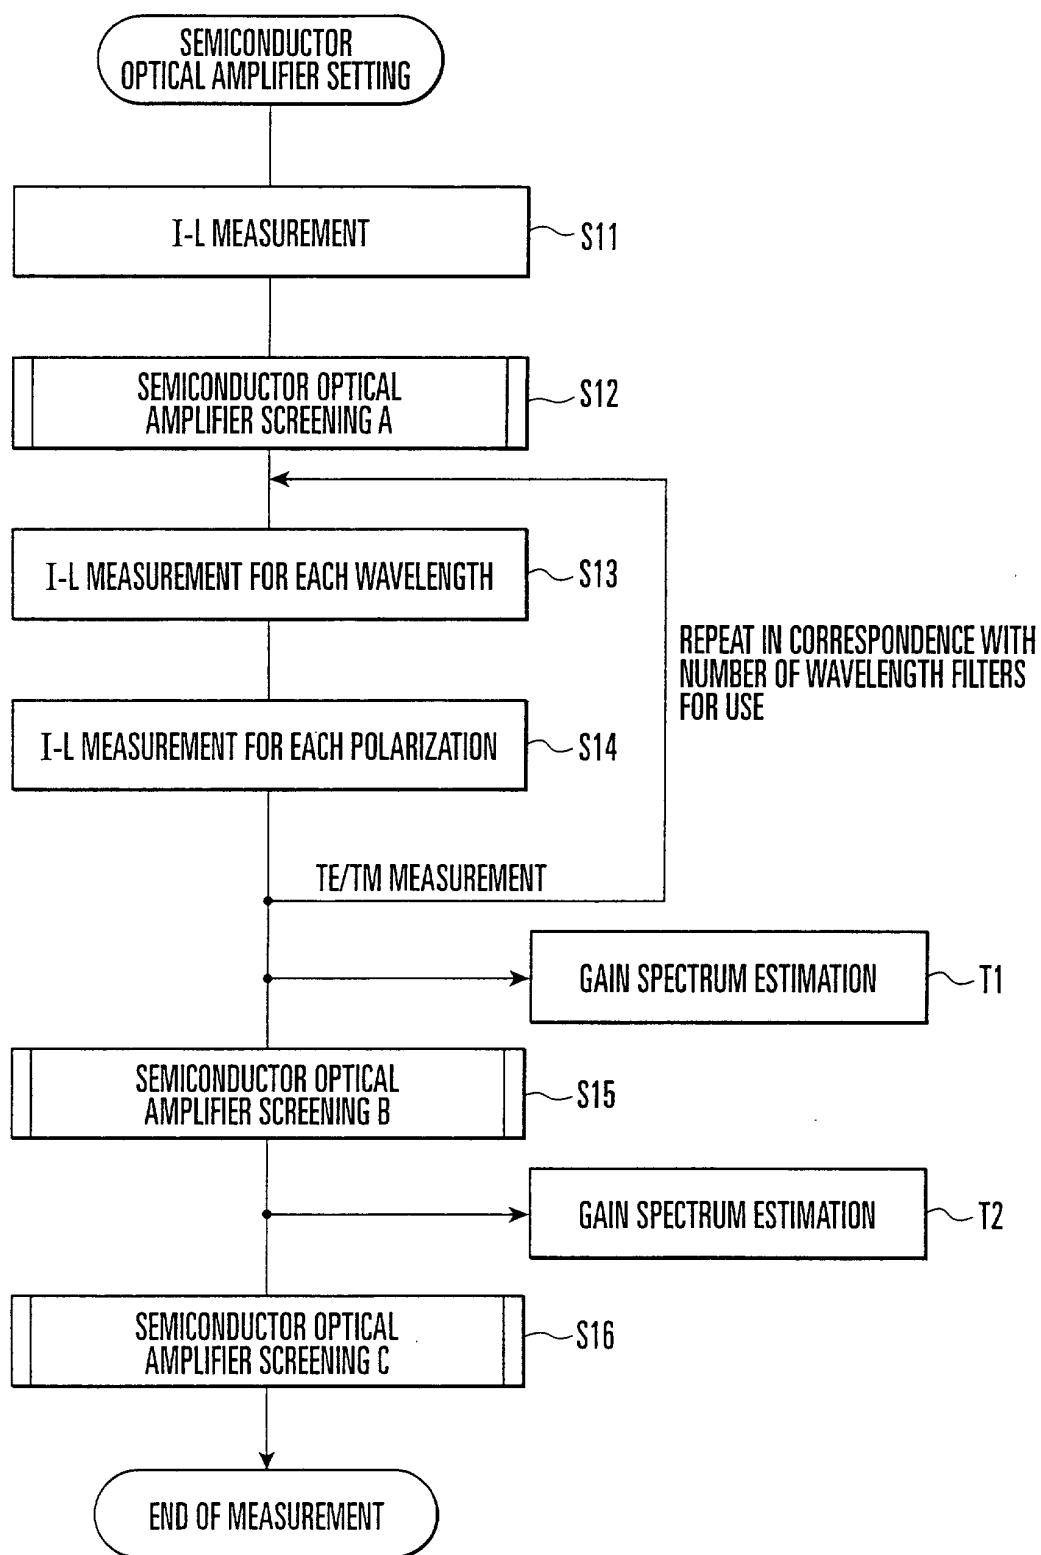 SEMICONDUCTOR
OPTICAL AMPLIFIER SETTING
I-L MEASUREMENT
S11
SEMICONDUCTOR OPTICAL
AMPLIFIER SCREENING A
S12
I-L MEASUREMENT FOR EACH WAVELENGTH
S13
REPEAT IN CORRESPONDENCE WITH
NUMBER OF WAVELENGTH FILTERS
FOR USE
I-L MEASUREMENT FOR EACH POLARIZATION
S14
TE/TM MEASUREMENT
GAIN SPECTRUM ESTIMATION
T1
SEMICONDUCTOR OPTICAL
AMPLIFIER SCREENING B
S15
GAIN SPECTRUM ESTIMATION
T2
SEMICONDUCTOR OPTICAL
AMPLIFIER SCREENING C
S16
END OF MEASUREMENT